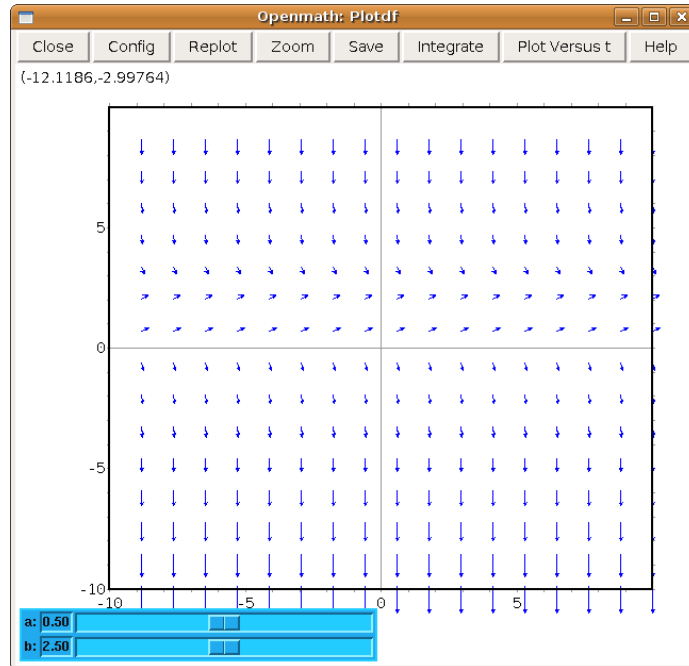 Openmath: Plotdf
Close Config Replot Zoom Save Integrate Plot Versus t Help
(-12.1186,-2.99764)
5
0
-5
-10
-10 -5 0 5
a: 0.50
b: 2.50